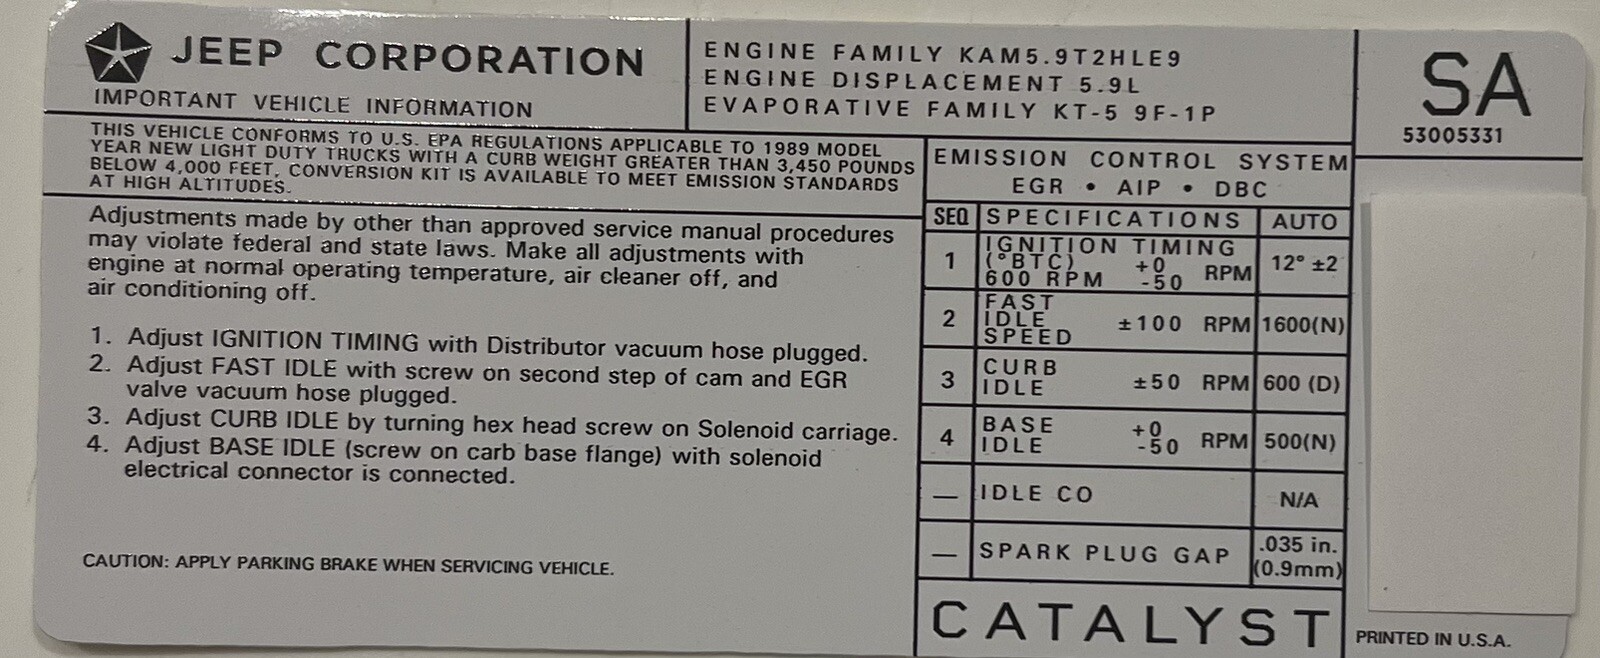 JEEP CORPORATION
IMPORTANT VEHICLE INFORMATION
ENGINE FAMILY KAM5.9T2HLE9
ENGINE DISPLACEMENT 5.9L
EVAPORATIVE FAMILY KT-5 9F-1P
SA
53005331
THIS VEHICLE CONFORMS TO U.S. EPA REGULATIONS APPLICABLE TO 1989 MODEL
YEAR NEW LIGHT DUTY TRUCKS WITH A CURB WEIGHT GREATER THAN 3,450 POUNDS
BELOW 4,000 FEET. CONVERSION KIT IS AVAILABLE TO MEET EMISSION STANDARDS
AT HIGH ALTITUDES.
Adjustments made by other than approved service manual procedures
may violate federal and state laws. Make all adjustments with
engine at normal operating temperature, air cleaner off, and
air conditioning off.
1. Adjust IGNITION TIMING with Distributor vacuum hose plugged.
2. Adjust FAST IDLE with screw on second step of cam and EGR
valve vacuum hose plugged.
3. Adjust CURB IDLE by turning hex head screw on Solenoid carriage.
4. Adjust BASE IDLE (screw on carb base flange) with solenoid
electrical connector is connected.
CAUTION: APPLY PARKING BRAKE WHEN SERVICING VEHICLE.
EMISSION CONTROL SYSTEM
EGR • AIP • DBC
SEQ SPECIFICATIONS AUTO
1 IGNITION TIMING
(°BTC)
600 RPM +0 -50 RPM 12° ±2
2 FAST
IDLE
SPEED ±100 RPM 1600(N)
3 CURB
IDLE ±50 RPM 600 (D)
4 BASE
IDLE +0 -50 RPM 500(N)
— IDLE CO N/A
— SPARK PLUG GAP .035 in.
(0.9mm)
CATALYST
PRINTED IN U.S.A.